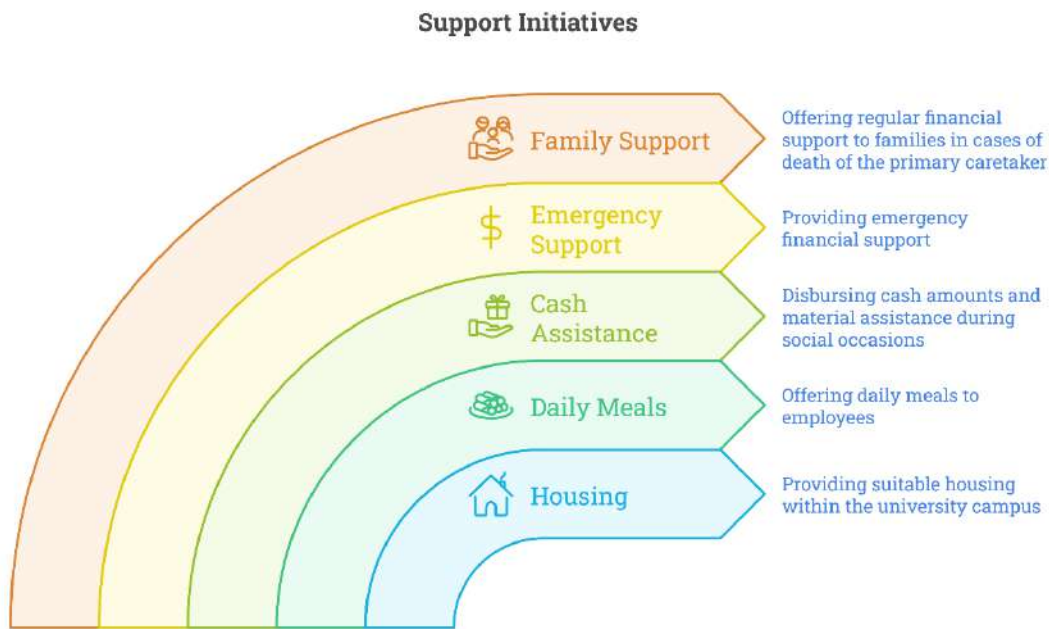 Support Initiatives
Family Support
Offering regular financial
support to families in cases of
death of the primary caretaker
Emergency
Support
Providing emergency
financial support
Cash
Assistance
Disbursing cash amounts and
material assistance during
social occasions
Daily Meals
Offering daily meals to
employees
Housing
Providing suitable housing
within the university campus